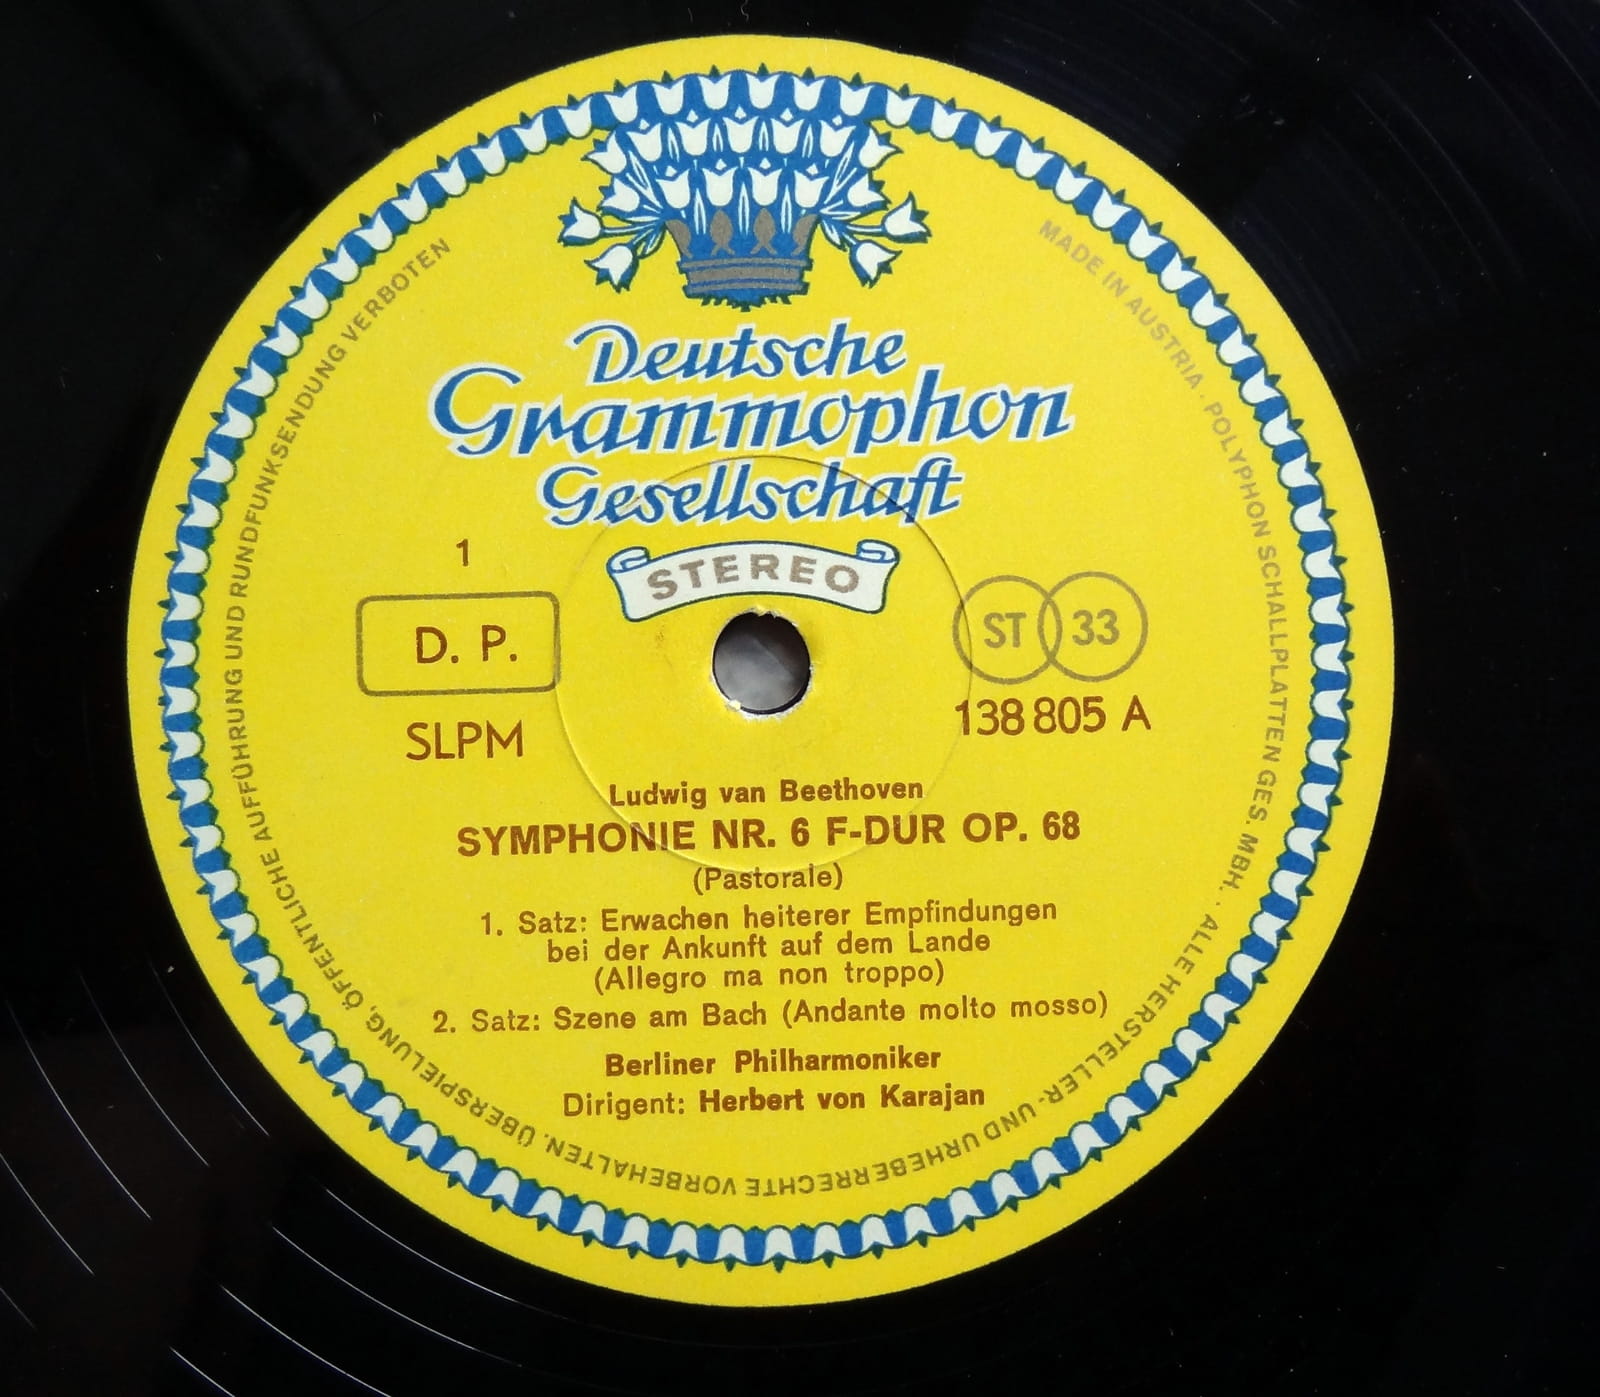 Deutsche
Grammophon
Gesellschaft
STEREO
1
D. P.
SLPM
ST 33
138 805 A
Ludwig van Beethoven
SYMPHONIE NR. 6 F-DUR OP. 68
(Pastorale)
1. Satz: Erwachen heiterer Empfindungen
bei der Ankunft auf dem Lande
(Allegro ma non troppo)
2. Satz: Szene am Bach (Andante molto mosso)
Berliner Philharmoniker
Dirigent: Herbert von Karajan
MADE IN AUSTRIA · POLYPHON SCHALLPLATTEN GES. MBH. · ALLE HERSTELLER- UND URHEBERRECHTE VORBEHALTEN. ÜBERSPIELUNG, ÖFFENTLICHE AUFFÜHRUNG UND RUNDFUNKSENDUNG VERBOTEN